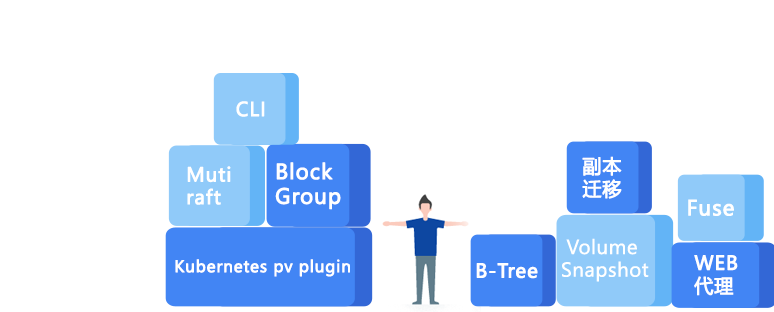 CLI
Muti
raft
Block
Group
Kubernetes pv plugin
B-Tree
副本
迁移
Volume
Snapshot
Fuse
WEB
代理